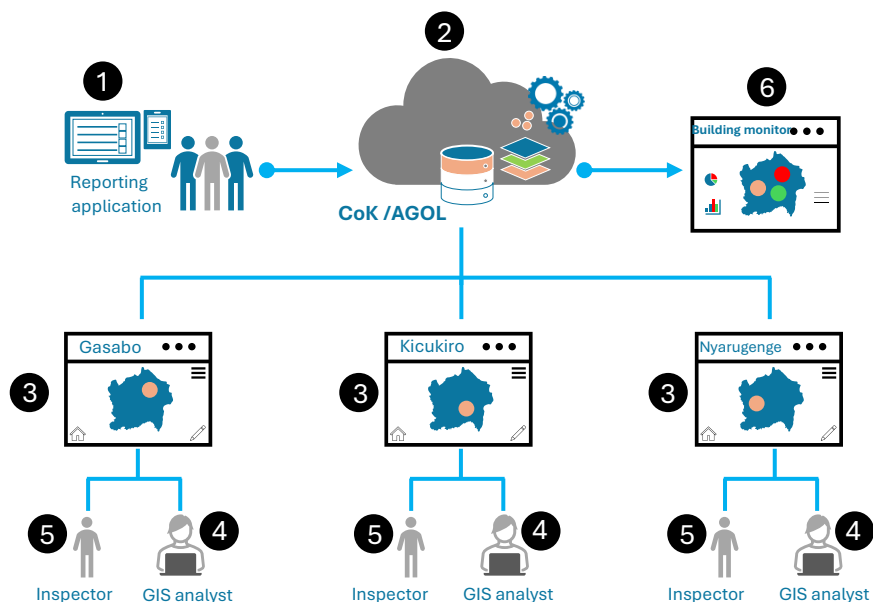 1
2
6
Reporting
application
CoK /AGOL
Building monitor
Gasabo
Kicukiro
Nyarugenge
3
3
3
5
4
5
4
5
4
Inspector
GIS analyst
Inspector
GIS analyst
Inspector
GIS analyst